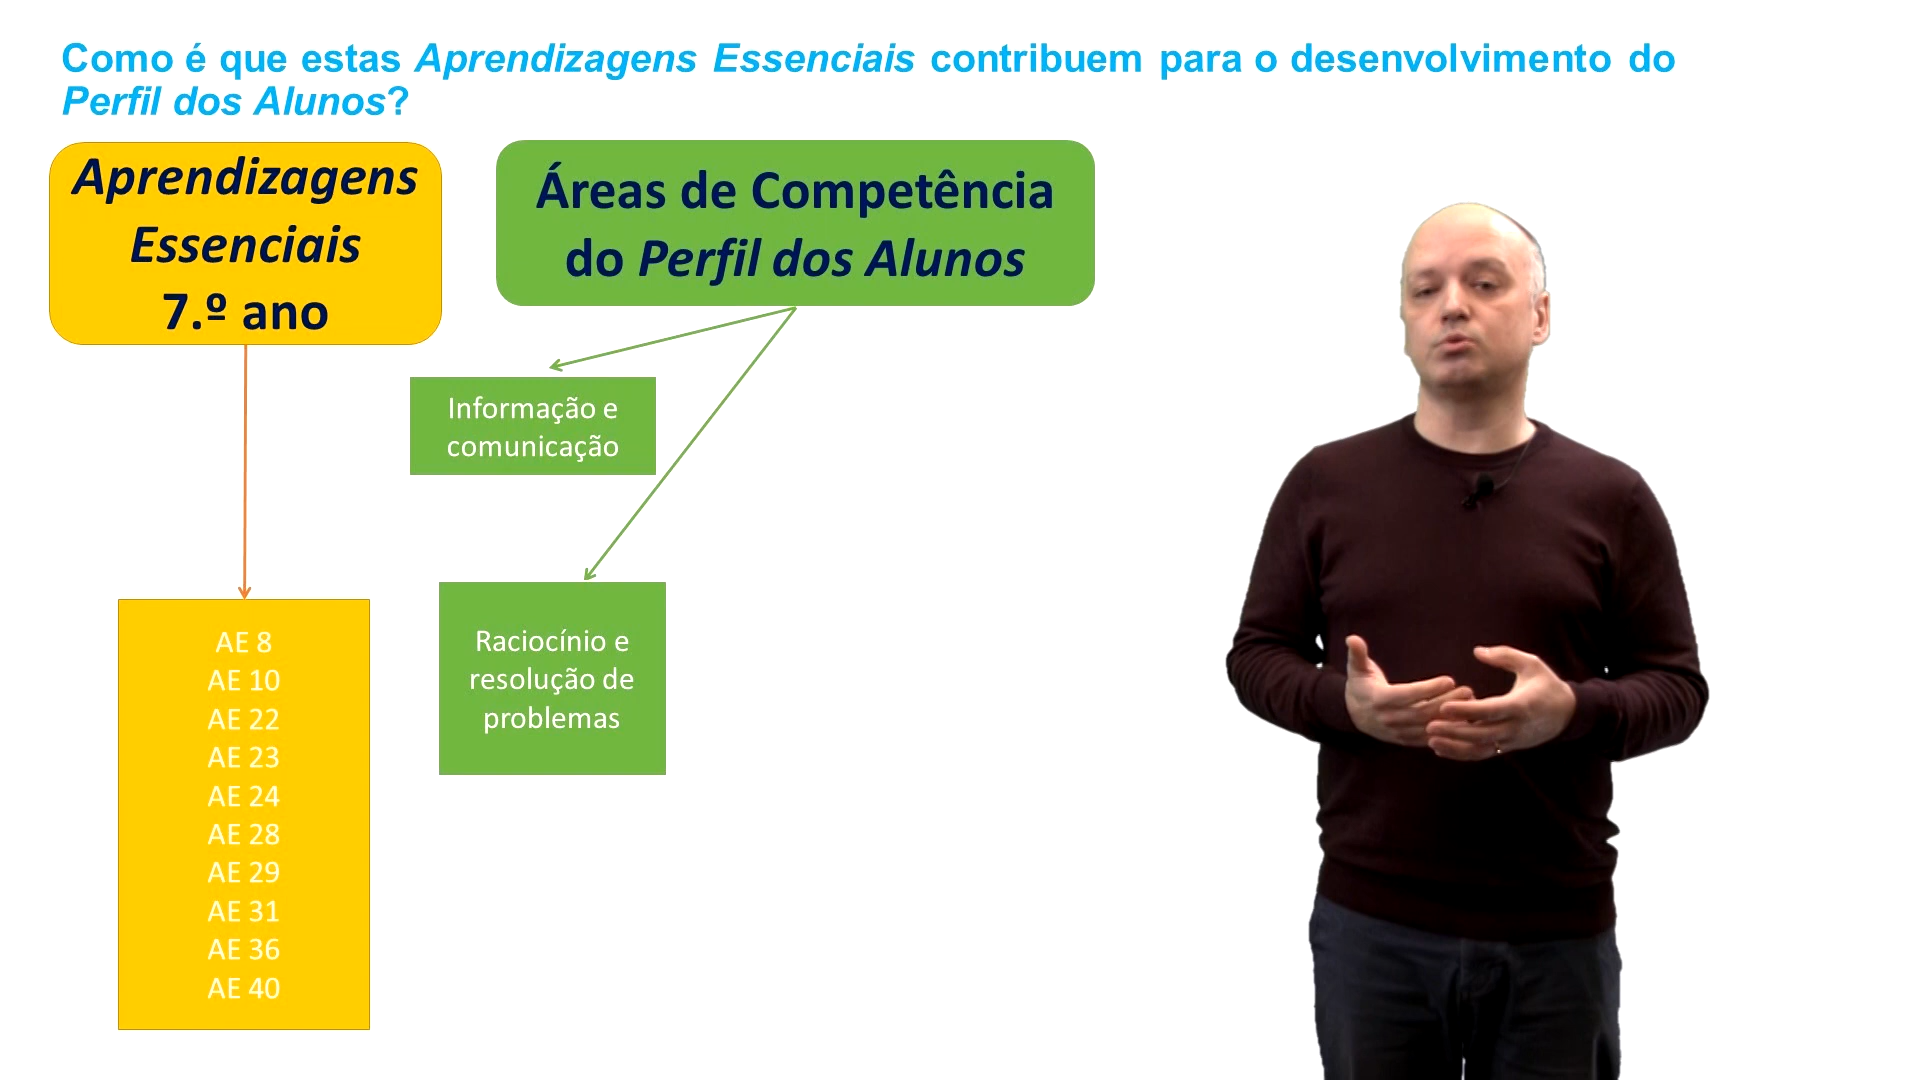 Como é que estas Aprendizagens Essenciais contribuem para o desenvolvimento do
Perfil dos Alunos?
Aprendizagens
Essenciais
7.º ano
Áreas de Competência
do Perfil dos Alunos
Informação e
comunicação
Raciocínio e
resolução de
problemas
AE 8
AE 10
AE 22
AE 23
AE 24
AE 28
AE 29
AE 31
AE 36
AE 40